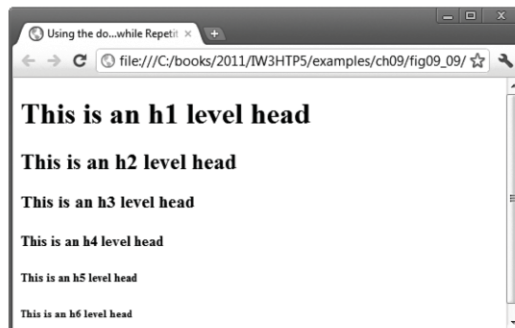 Using the do...while Repetit
file:///C:/books/2011/IW3HTP5/examples/ch09/fig09_09/
This is an h1 level head
This is an h2 level head
This is an h3 level head
This is an h4 level head
This is an h5 level head
This is an h6 level head